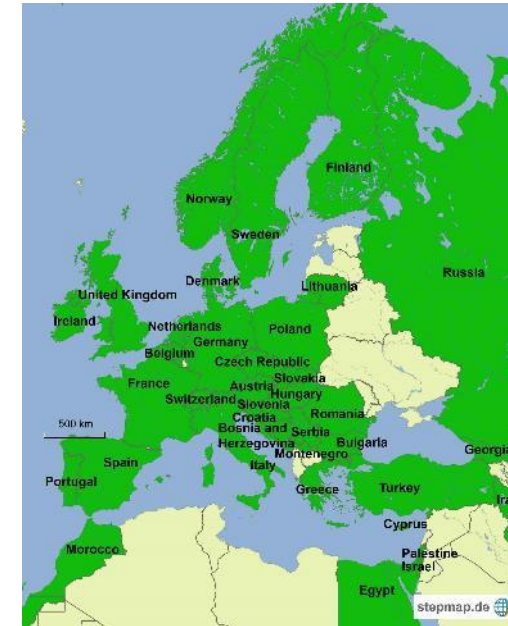 Finland
Norway
Sweden
Russia
Denmark
Lithuania
United Kingdom
Ireland
Netherlands
Poland
Germany
Belgium
Czech Republic
Slovakia
France
Austria
Hungary
Switzerland
Slovenia
Romania
Croatia
500 km
Bosnia and
Herzegovina
Serbia
Bulgaria
Montenegro
Georgia
Spain
Italy
Portugal
Greece
Turkey
Ira
Cyprus
Morocco
Palestine
Israel
Egypt
stepmap.de